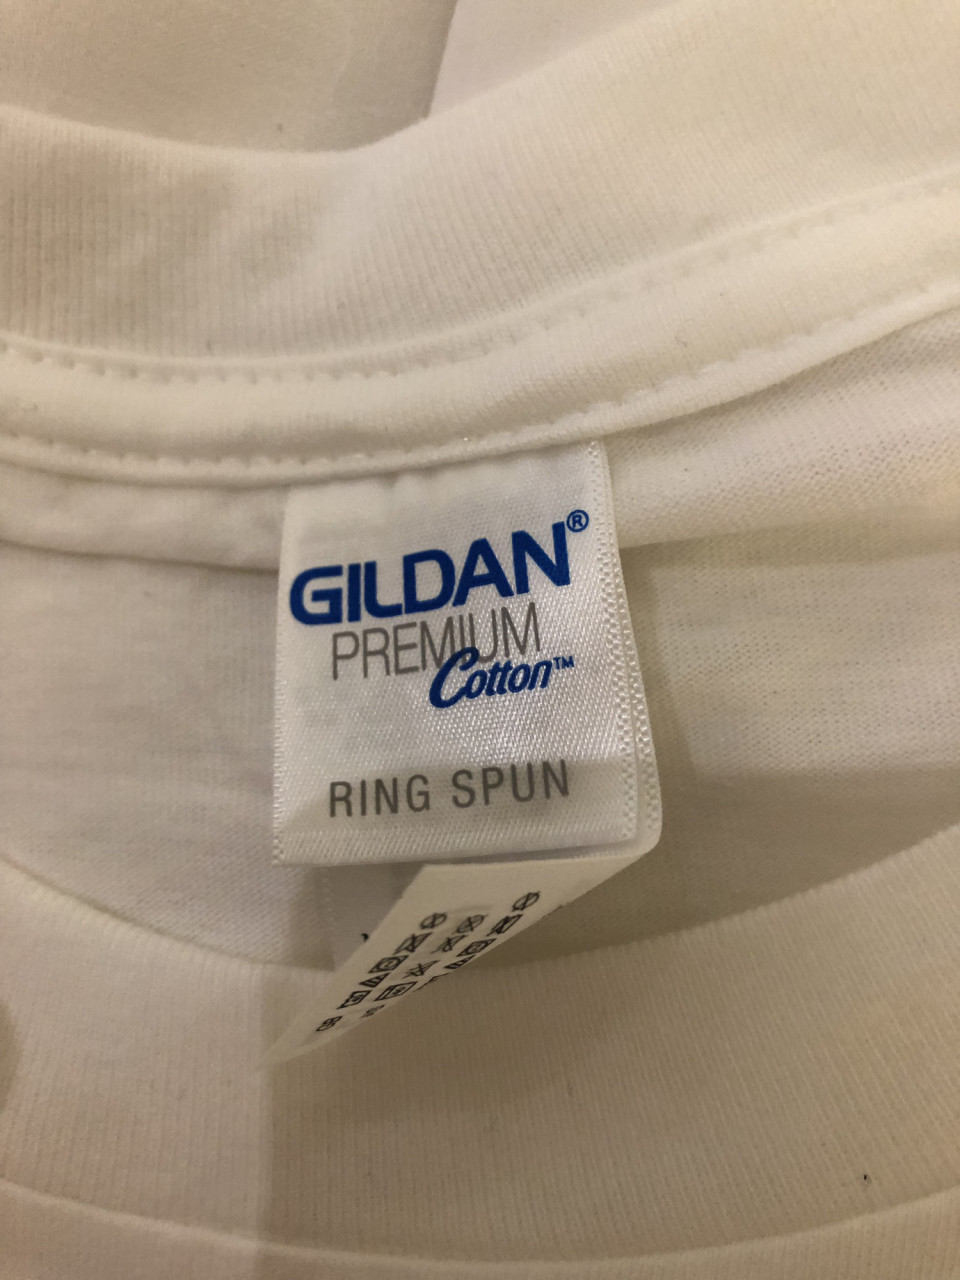 GILDAN®
PREMIUM
Cotton™
RING SPUN